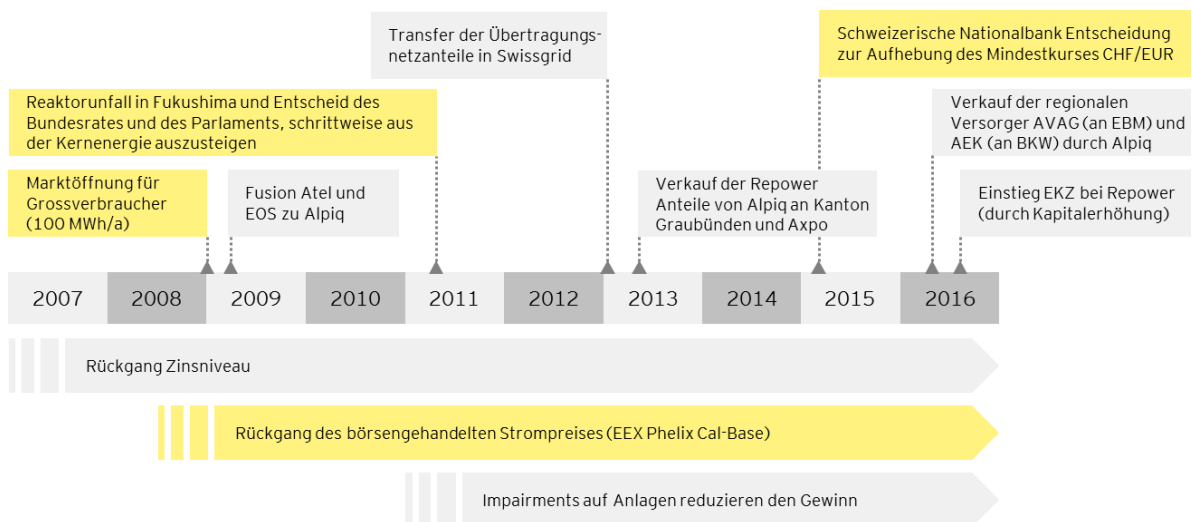 Transfer der Übertragungs-
netzanteile in Swissgrid
Schweizerische Nationalbank Entscheidung
zur Aufhebung des Mindestkurses CHF/EUR
Reaktorunfall in Fukushima und Entscheid des
Bundesrates und des Parlaments, schrittweise aus
der Kernenergie auszusteigen
Verkauf der regionalen
Versorger AVAG (an EBM) und
AEK (an BKW) durch Alpiq
Marktöffnung für
Grossverbraucher
(100 MWh/a)
Fusion Atel und
EOS zu Alpiq
Verkauf der Repower
Anteile von Alpiq an Kanton
Graubünden und Axpo
Einstieg EKZ bei Repower
(durch Kapitalerhöhung)
2007 2008 2009 2010 2011 2012 2013 2014 2015 2016
Rückgang Zinsniveau
Rückgang des börsengehandelten Strompreises (EEX Phelix Cal-Base)
Impairments auf Anlagen reduzieren den Gewinn